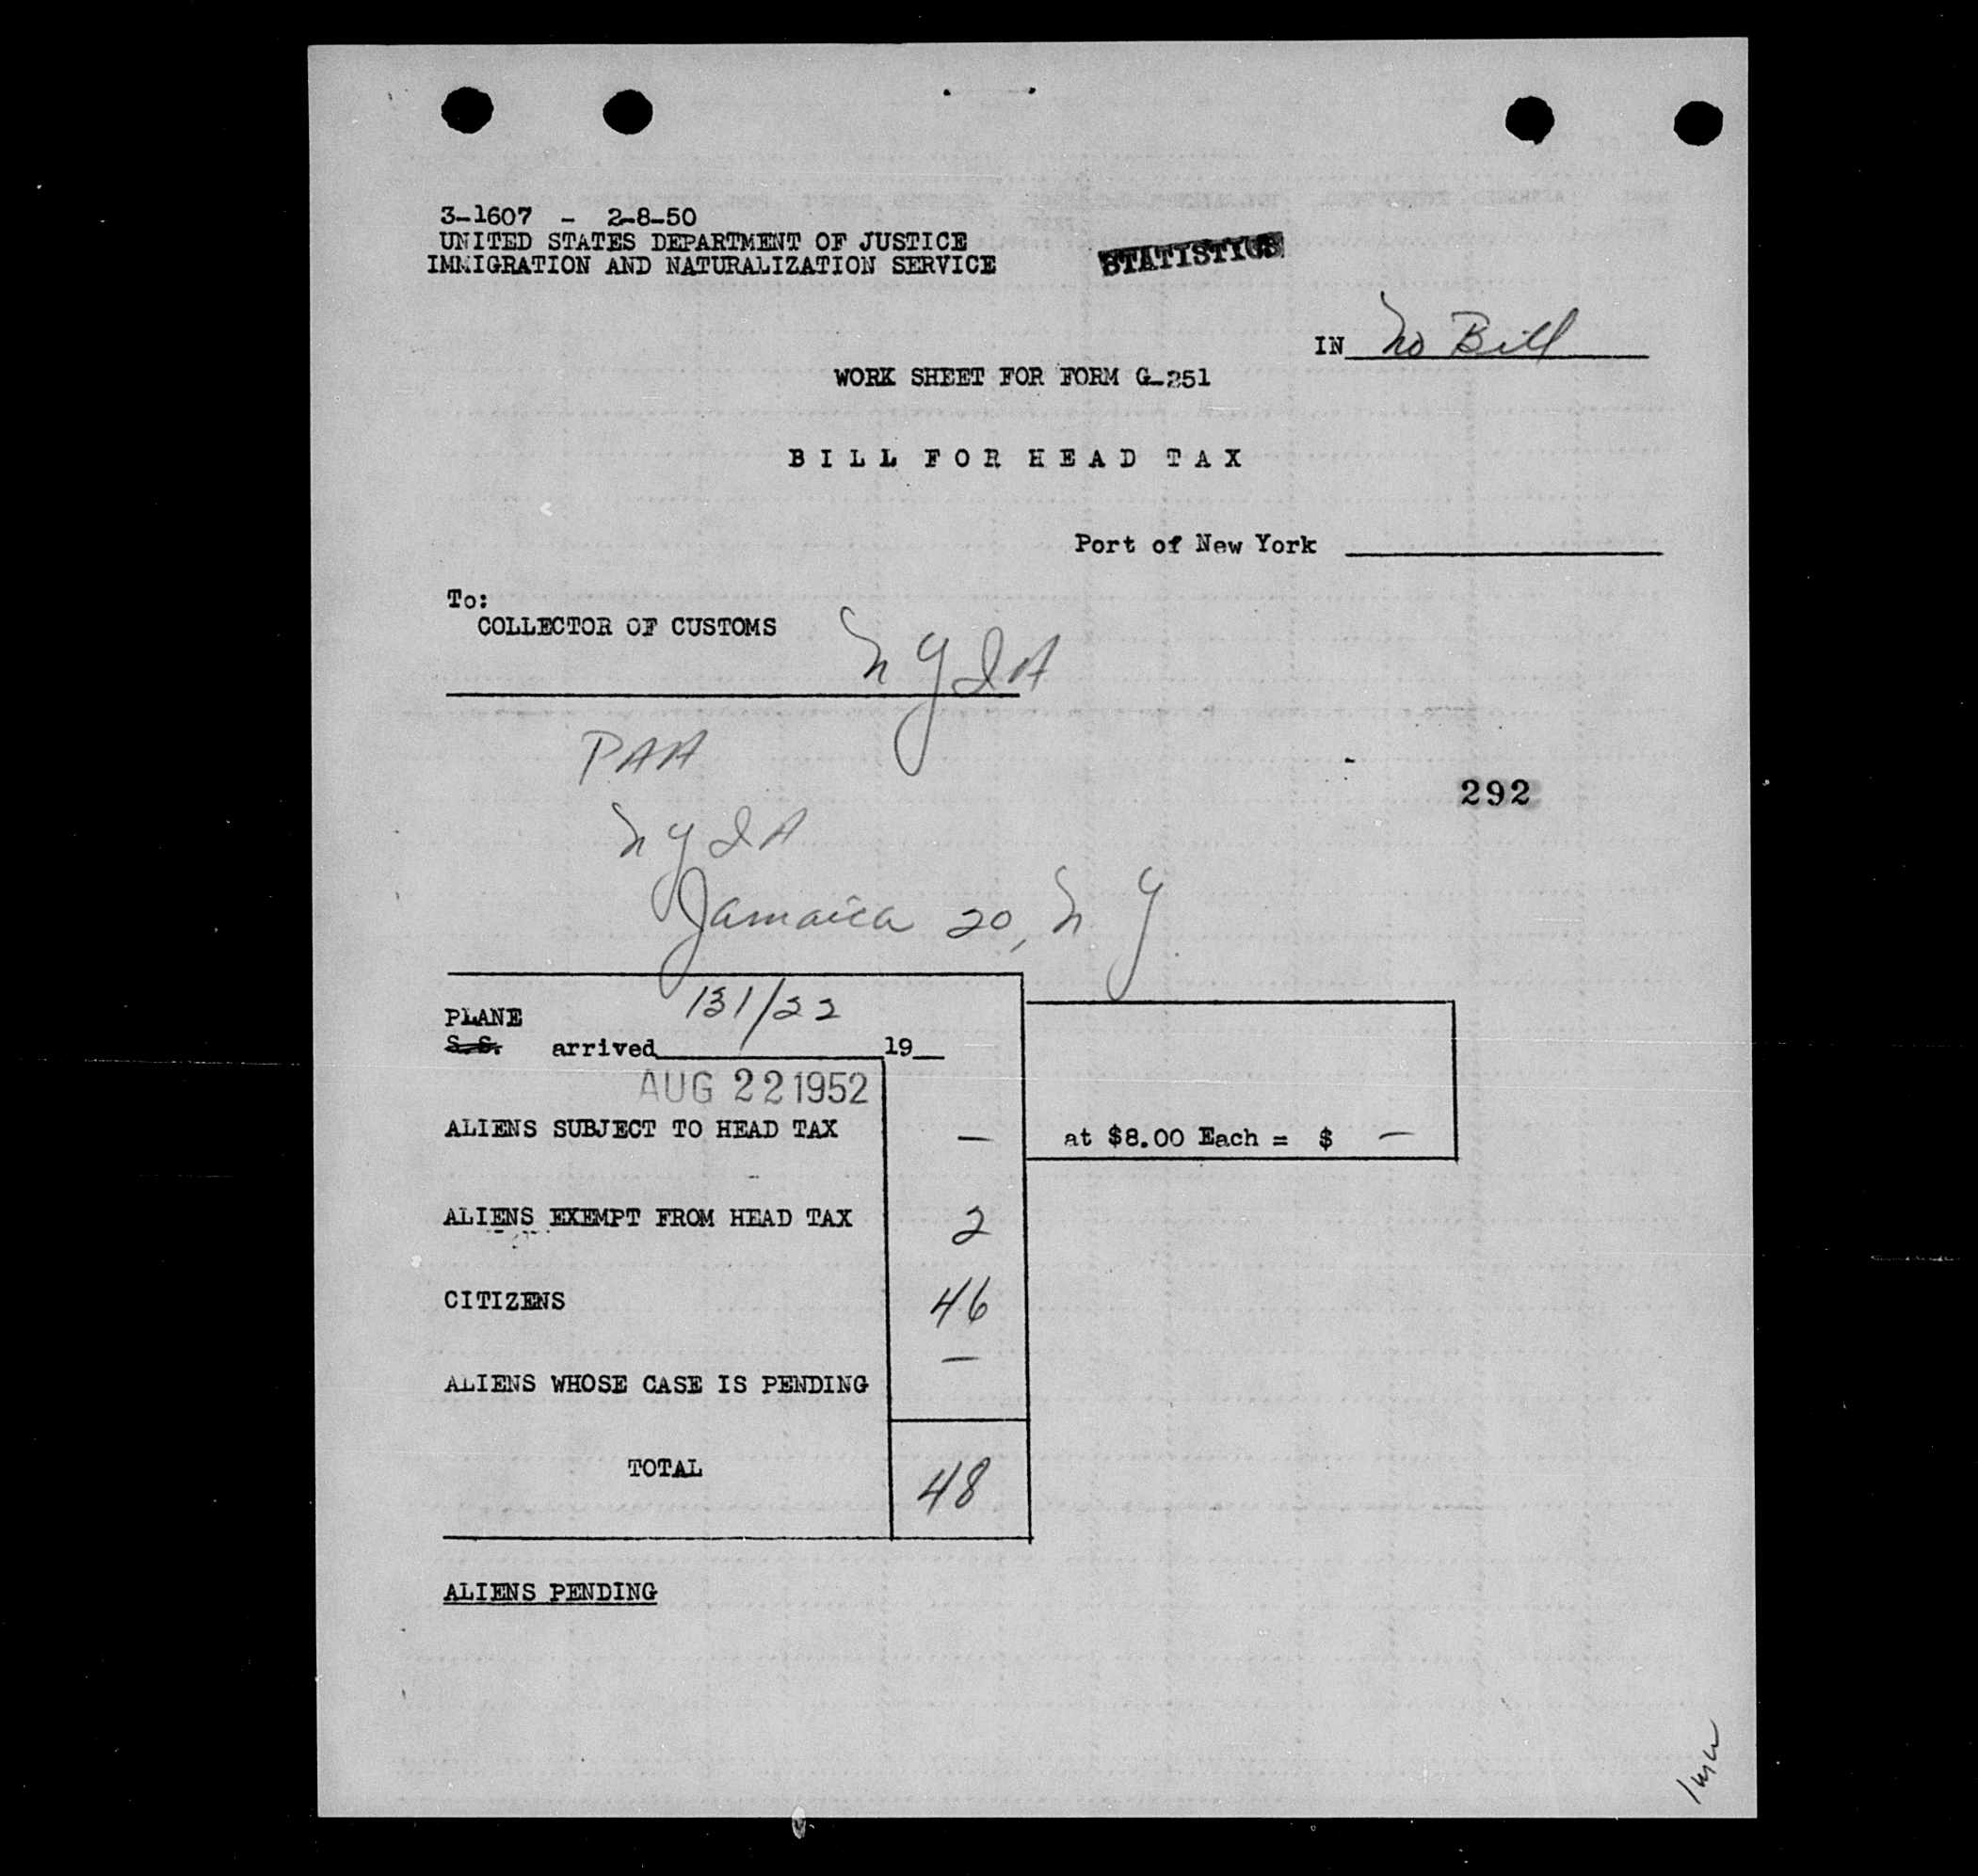 3-1607 - 2-8-50
UNITED STATES DEPARTMENT OF JUSTICE
IMMIGRATION AND NATURALIZATION SERVICE
STATISTICS
IN No Bill
WORK SHEET FOR FORM G-251
BILL FOR HEAD TAX
Port of New York
To:
COLLECTOR OF CUSTOMS
NYIA
PAA
292
NYIA
Jamaica 20, NY
131/22
PLANE
S.S. arrived 19
AUG 22 1952
ALIENS SUBJECT TO HEAD TAX — at $8.00 Each = $ —
ALIENS EXEMPT FROM HEAD TAX 2
CITIZENS 46
ALIENS WHOSE CASE IS PENDING —
TOTAL 48
ALIENS PENDING